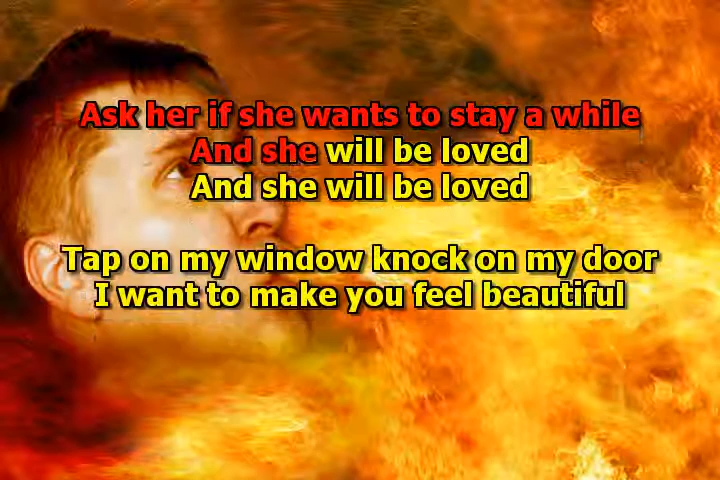 Ask her if she wants to stay a while
And she will be loved
And she will be loved
Tap on my window knock on my door
I want to make you feel beautiful